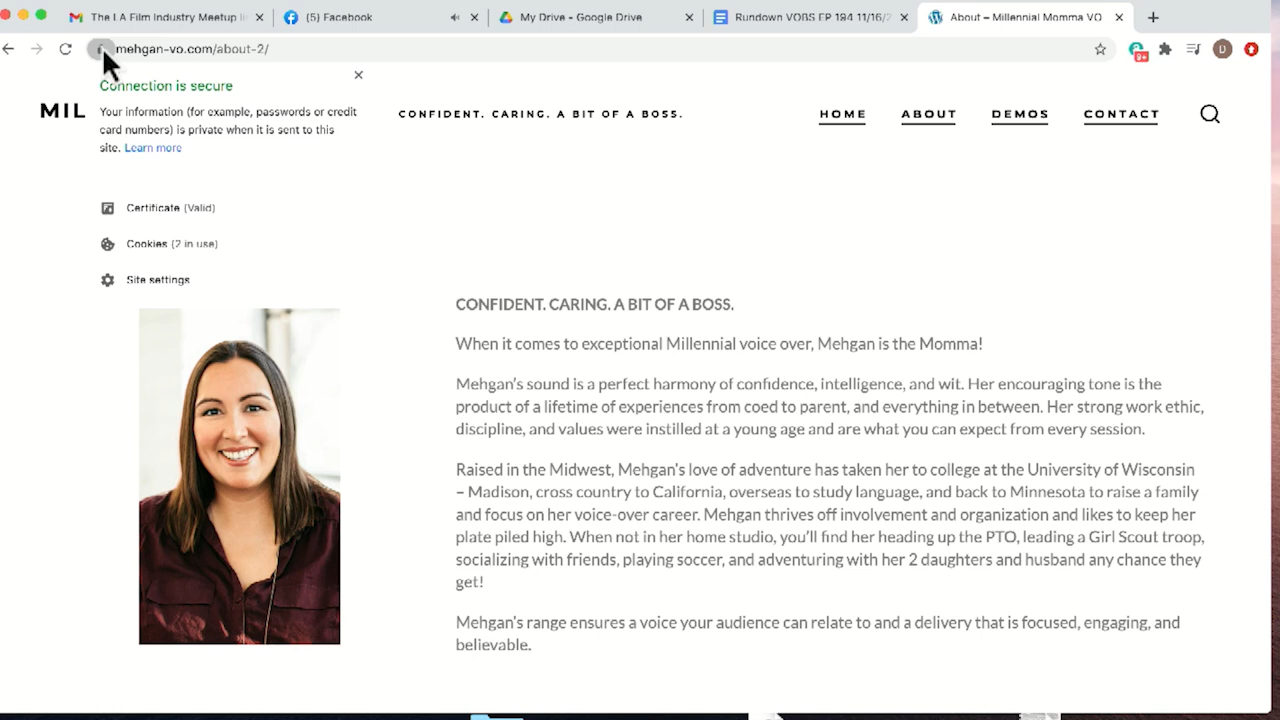 The LA Film Industry Meetup
(5) Facebook
My Drive - Google Drive
Rundown VOBS EP 194 11/16/2
About – Millennial Momma VO
mehgan-vo.com/about-2/
9+
D
Connection is secure
Your information (for example, passwords or credit
card numbers) is private when it is sent to this
site. Learn more
Certificate (Valid)
Cookies (2 in use)
Site settings
MIL
CONFIDENT. CARING. A BIT OF A BOSS.
HOME
ABOUT
DEMOS
CONTACT
CONFIDENT. CARING. A BIT OF A BOSS.
When it comes to exceptional Millennial voice over, Mehgan is the Momma!
Mehgan's sound is a perfect harmony of confidence, intelligence, and wit. Her encouraging tone is the
product of a lifetime of experiences from coed to parent, and everything in between. Her strong work ethic,
discipline, and values were instilled at a young age and are what you can expect from every session.
Raised in the Midwest, Mehgan's love of adventure has taken her to college at the University of Wisconsin
– Madison, cross country to California, overseas to study language, and back to Minnesota to raise a family
and focus on her voice-over career. Mehgan thrives off involvement and organization and likes to keep her
plate piled high. When not in her home studio, you'll find her heading up the PTO, leading a Girl Scout troop,
socializing with friends, playing soccer, and adventuring with her 2 daughters and husband any chance they
get!
Mehgan's range ensures a voice your audience can relate to and a delivery that is focused, engaging, and
believable.